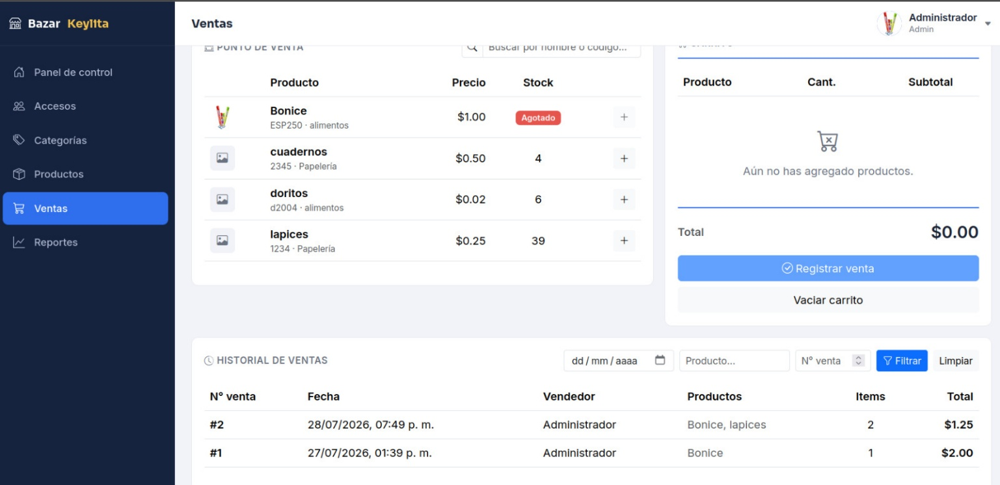 Bazar Keylita
Panel de control
Accesos
Categorías
Productos
Ventas
Reportes
Ventas
Administrador
Admin
PUNTO DE VENTA
Buscar por nombre o código...
Producto Precio Stock
Bonice
ESP250 · alimentos
$1.00 Agotado +
cuadernos
2345 · Papelería
$0.50 4 +
doritos
d2004 · alimentos
$0.02 6 +
lapices
1234 · Papelería
$0.25 39 +
Producto Cant. Subtotal
Aún no has agregado productos.
Total $0.00
Registrar venta
Vaciar carrito
HISTORIAL DE VENTAS
dd / mm / aaaa Producto... N° venta Filtrar Limpiar
N° venta Fecha Vendedor Productos Items Total
#2 28/07/2026, 07:49 p. m. Administrador Bonice, lapices 2 $1.25
#1 27/07/2026, 01:39 p. m. Administrador Bonice 1 $2.00